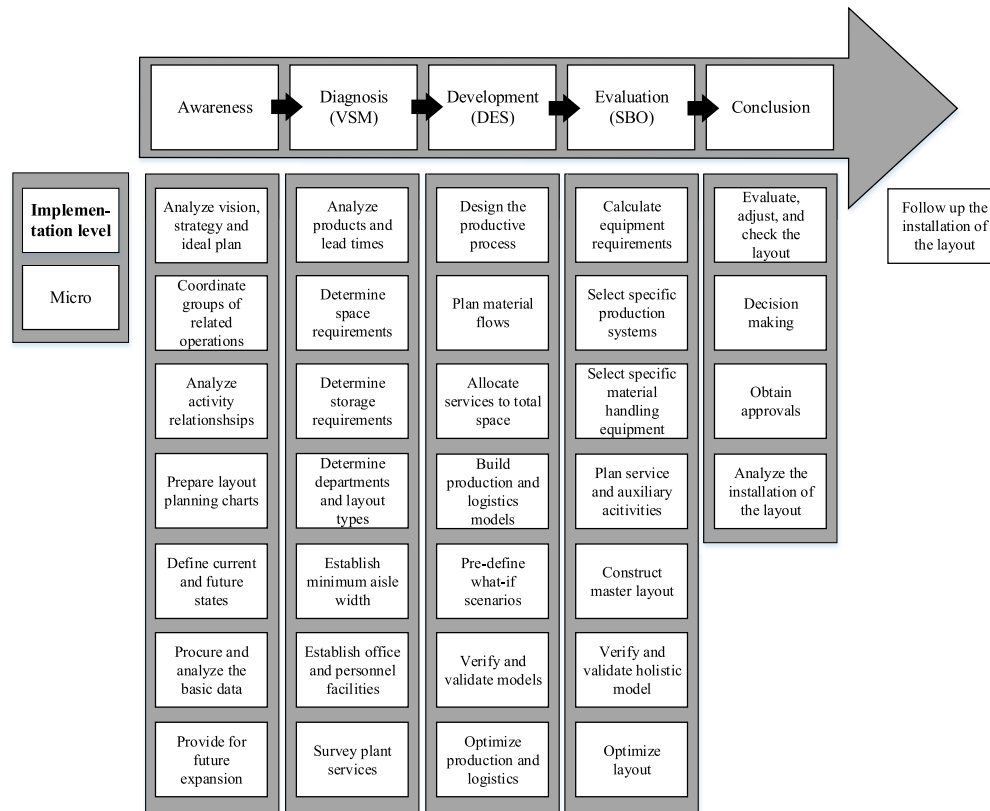 Awareness
Diagnosis
(VSM)
Development
(DES)
Evaluation
(SBO)
Conclusion
Implemen-
tation level
Micro
Analyze vision,
strategy and
ideal plan
Coordinate
groups of
related
operations
Analyze
activity
relationshsips
Prepare layout
planning charts
Define current
and future
states
Procure and
analyze the
basic data
Provide for
future
expansion
Analyze
products and
lead times
Determine
space
requirements
Determine
storage
requirements
Determine
departments
and layout
types
Establish
minimum aisle
width
Establish office
and personnel
facilities
Survey plant
services
Design the
productive
process
Plan material
flows
Allocate
services to total
space
Build
production and
logistics
models
Pre-define
what-if
scenarios
Verify and
validate models
Optimize
production and
logistics
Calculate
equipment
requirements
Select specific
production
systems
Select specific
material
handling
equipment
Plan service
and auxiliary
acitivities
Construct
master layout
Verify and
validate holistic
model
Optimize
layout
Evaluate,
adjust, and
check the
layout
Decision
making
Obtain
approvals
Analyze the
installation of
the layout
Follow up the
installation of
the layout